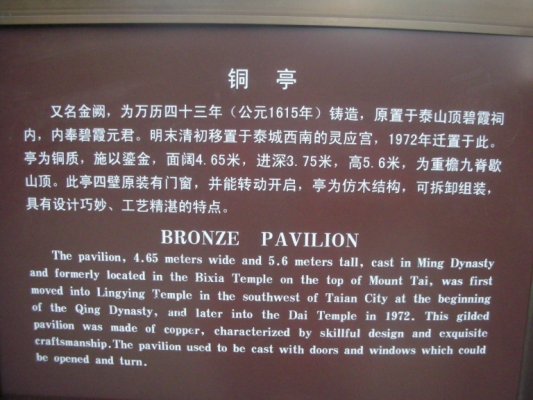 铜 亭
又名金阙，为万历四十三年（公元1615年）铸造，原置于泰山顶碧霞祠
内，内奉碧霞元君。明末清初移置于泰城西南的灵应宫，1972年迁置于此。
亭为铜质，施以鎏金，面阔4.65米，进深3.75米，高5.6米，为重檐九脊歇
山顶。此亭四壁原装有门窗，并能转动开启，亭为仿木结构，可拆卸组装，
具有设计巧妙、工艺精湛的特点。
BRONZE PAVILION
The pavilion, 4.65 meters wide and 5.6 meters tall, cast in Ming Dynasty
and formerly located in the Bixia Temple on the top of Mount Tai, was first
moved into Lingying Temple in the southwest of Taian City at the beginning
of the Qing Dynasty, and later into the Dai Temple in 1972. This gilded
pavilion was made of copper, characterized by skillful design and exquisite
craftsmanship.The pavilion used to be cast with doors and windows which could
be opened and turn.